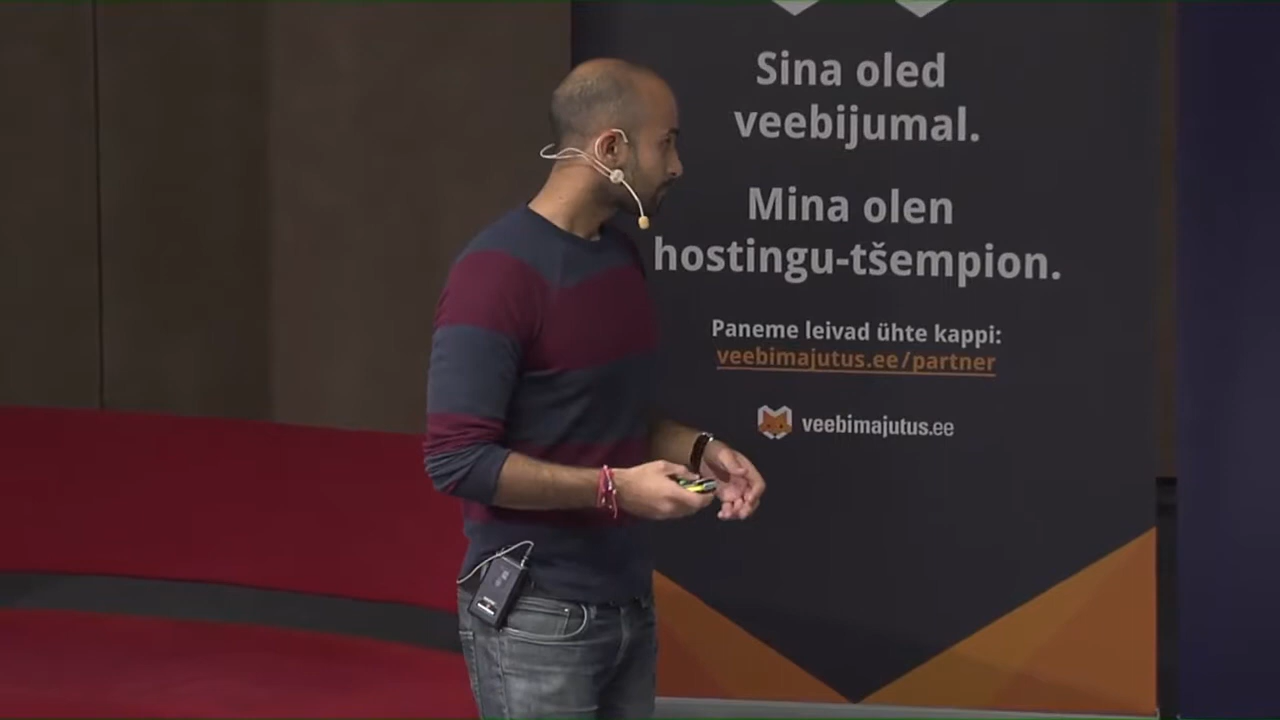 Sina oled
veebijumal.
Mina olen
hostingu-tšempion.
Paneme leivad ühte kappi:
veebimajutus.ee/partner
veebimajutus.ee